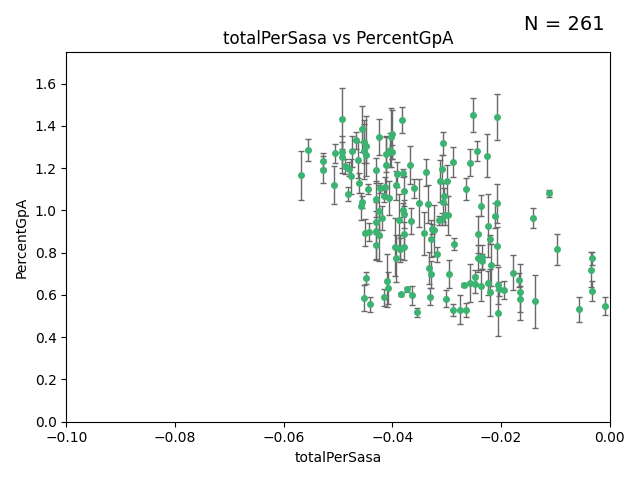 N = 261
totalPerSasa vs PercentGpA
PercentGpA
1.6
1.4
1.2
1.0
0.8
0.6
0.4
0.2
0.0
−0.10 −0.08 −0.06 −0.04 −0.02 0.00
totalPerSasa